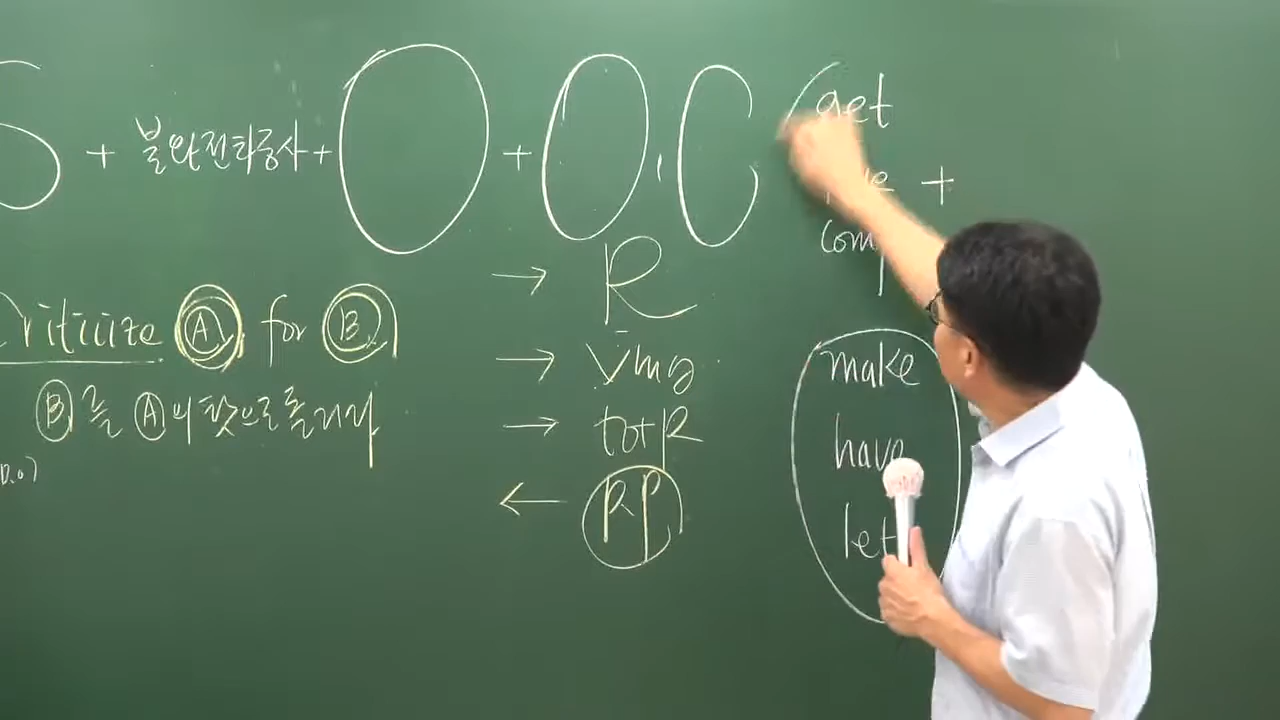 S + 불완전타동사 + O + O.C
get
+
comp
→ R
Criticize Ⓐ for Ⓑ
→ Ving
make
Ⓑ를 Ⓐ의 탓으로 돌리다
→ to+R
have
← P.P
let